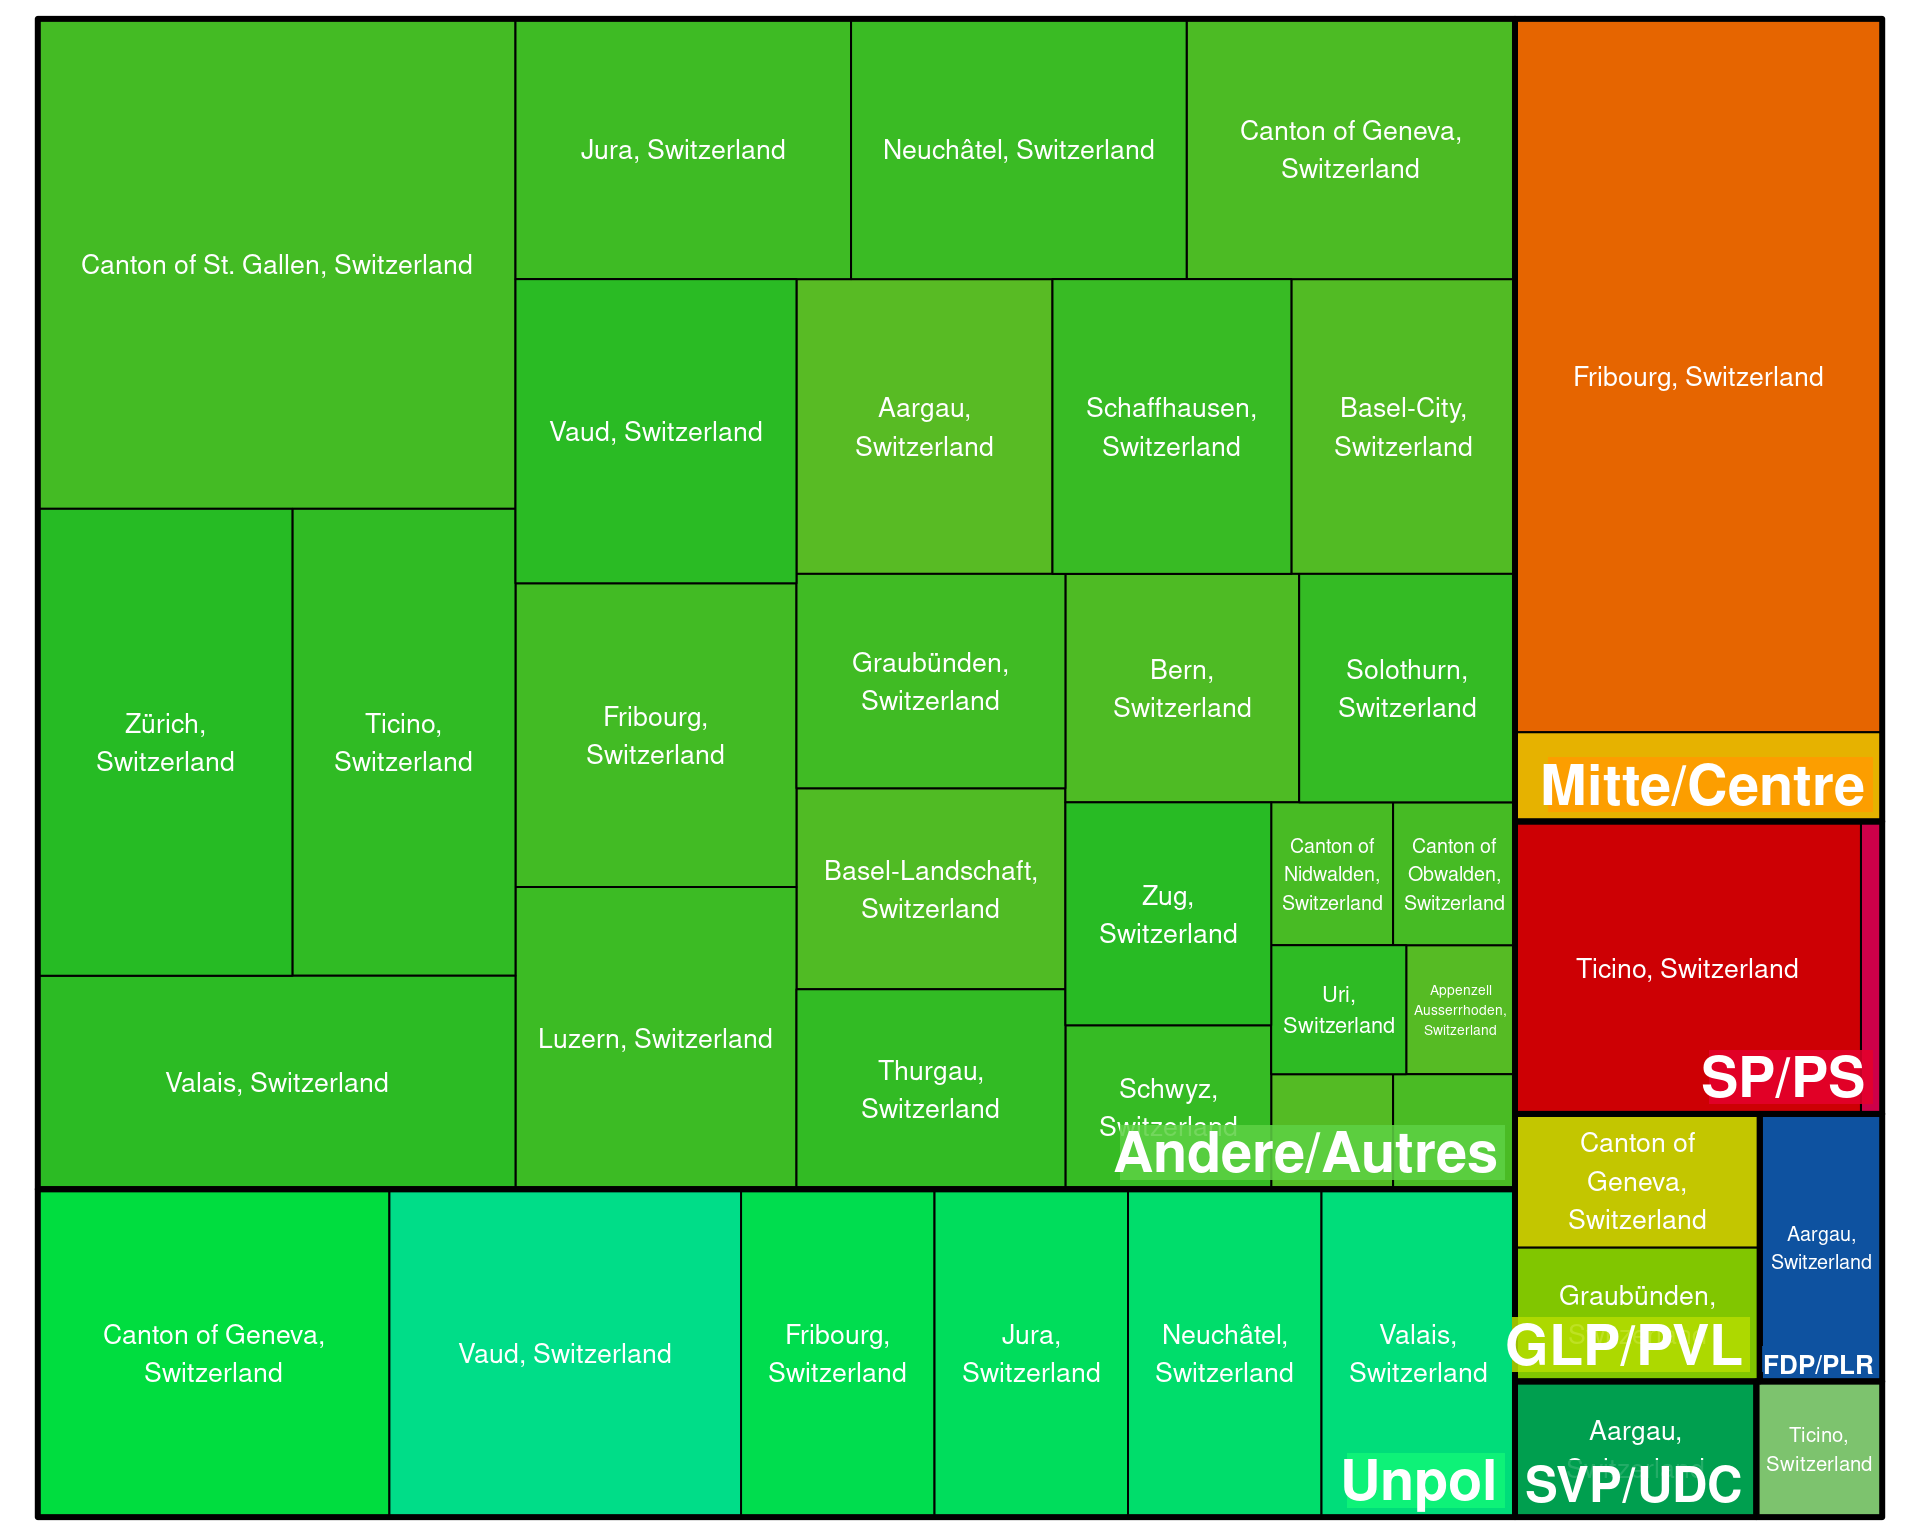 Canton of St. Gallen, Switzerland
Jura, Switzerland
Neuchâtel, Switzerland
Canton of Geneva,
Switzerland
Vaud, Switzerland
Aargau,
Switzerland
Schaffhausen,
Switzerland
Basel-City,
Switzerland
Zürich,
Switzerland
Ticino,
Switzerland
Fribourg,
Switzerland
Graubünden,
Switzerland
Bern,
Switzerland
Solothurn,
Switzerland
Basel-Landschaft,
Switzerland
Zug,
Switzerland
Canton of
Nidwalden,
Switzerland
Canton of
Obwalden,
Switzerland
Uri,
Switzerland
Appenzell
Ausserrhoden,
Switzerland
Valais, Switzerland
Luzern, Switzerland
Thurgau,
Switzerland
Schwyz,
Switzerland
Andere/Autres
Canton of Geneva,
Switzerland
Vaud, Switzerland
Fribourg,
Switzerland
Jura,
Switzerland
Neuchâtel,
Switzerland
Valais,
Switzerland
Unpol
Fribourg, Switzerland
Mitte/Centre
Ticino, Switzerland
SP/PS
Canton of
Geneva,
Switzerland
Graubünden,
GLP/PVL
Aargau,
Switzerland
FDP/PLR
Aargau,
Switzerland
SVP/UDC
Ticino,
Switzerland